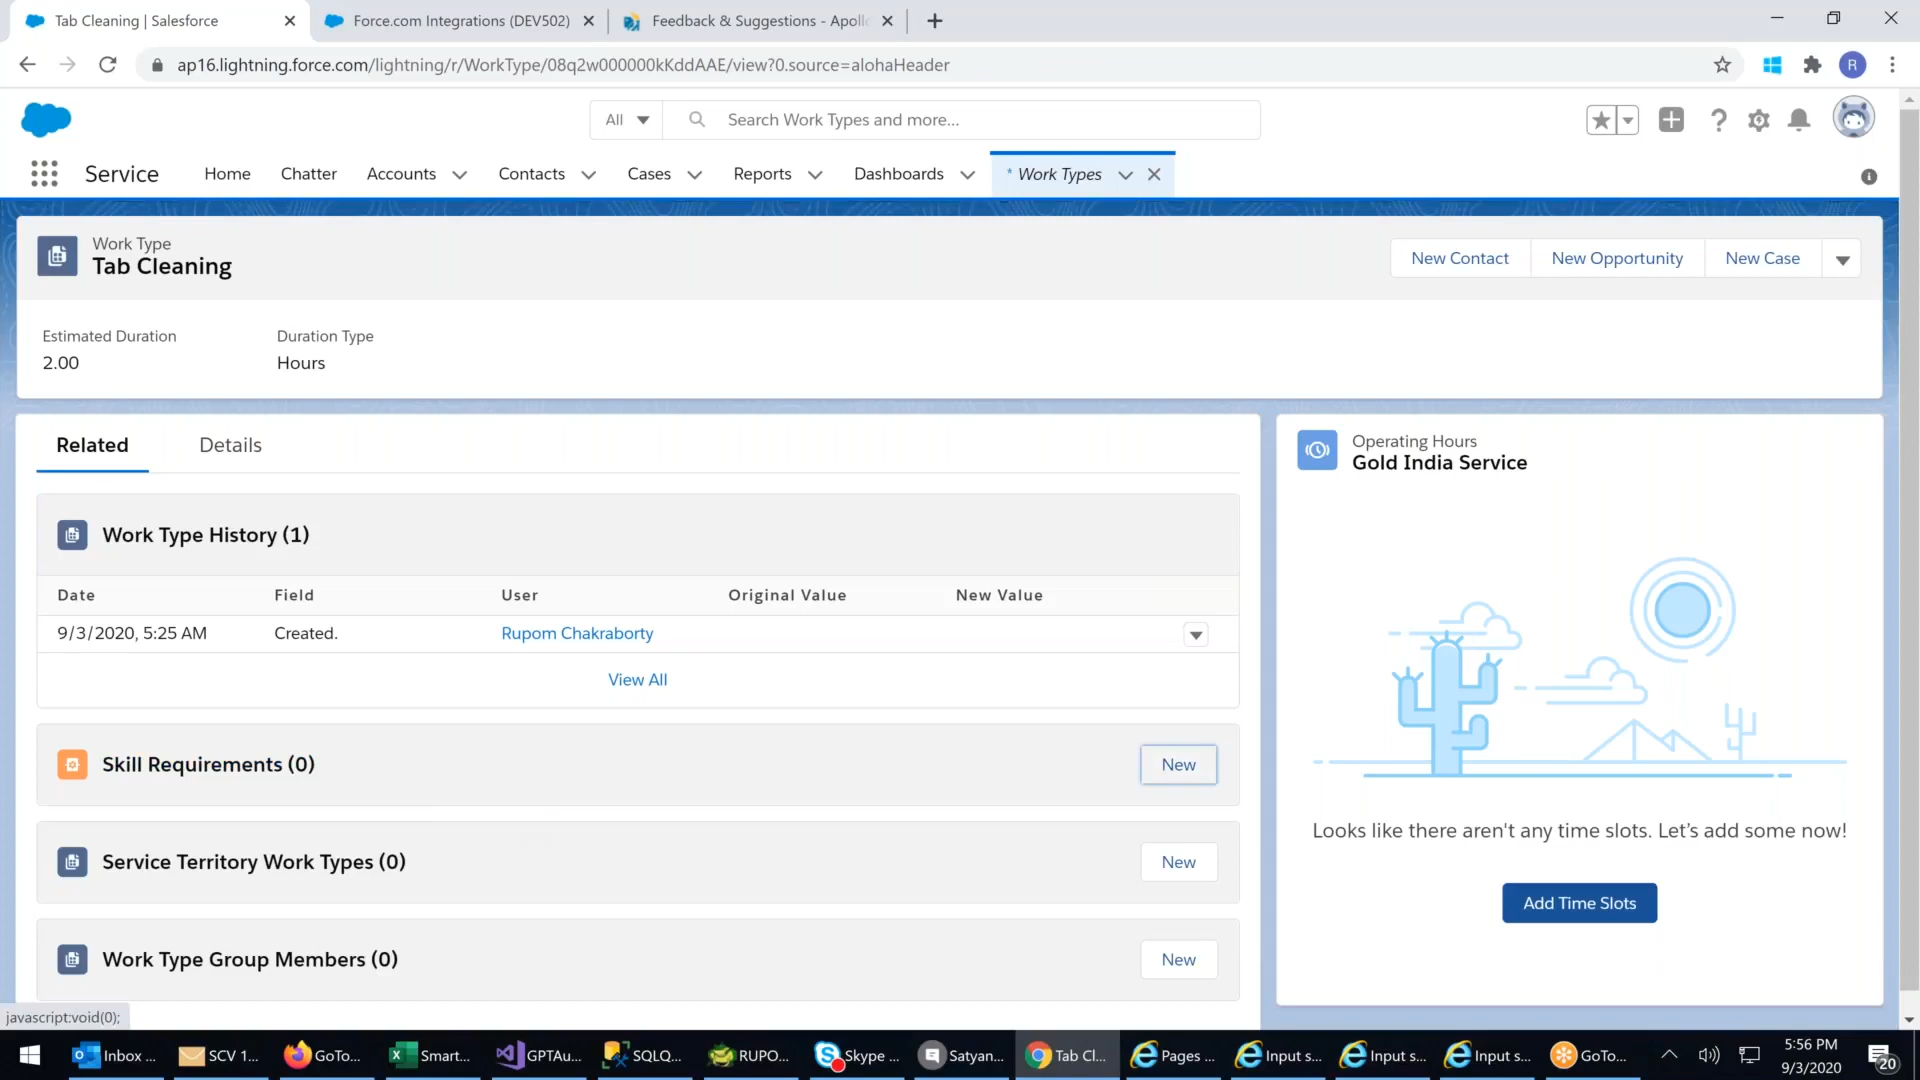 Tab Cleaning | Salesforce
Force.com Integrations (DEV502)
Feedback & Suggestions - Apoll
ap16.lightning.force.com/lightning/r/WorkType/08q2w000000kKddAAE/view?0.source=alohaHeader
R
All
Search Work Types and more...
Service
Home
Chatter
Accounts
Contacts
Cases
Reports
Dashboards
* Work Types
Work Type
Tab Cleaning
New Contact
New Opportunity
New Case
Estimated Duration
Duration Type
2.00
Hours
Related
Details
Operating Hours
Gold India Service
Work Type History (1)
Date
Field
User
Original Value
New Value
9/3/2020, 5:25 AM
Created.
Rupom Chakraborty
View All
Skill Requirements (0)
New
Service Territory Work Types (0)
New
Work Type Group Members (0)
New
Looks like there aren't any time slots. Let's add some now!
Add Time Slots
javascript:void(0);
Inbox ...
SCV 1...
GoTo...
Smart...
GPTAu...
SQLQ...
RUPO...
Skype ...
Satyan...
Tab Cl...
Pages ...
Input s...
Input s...
Input s...
GoTo...
5:56 PM
9/3/2020
20